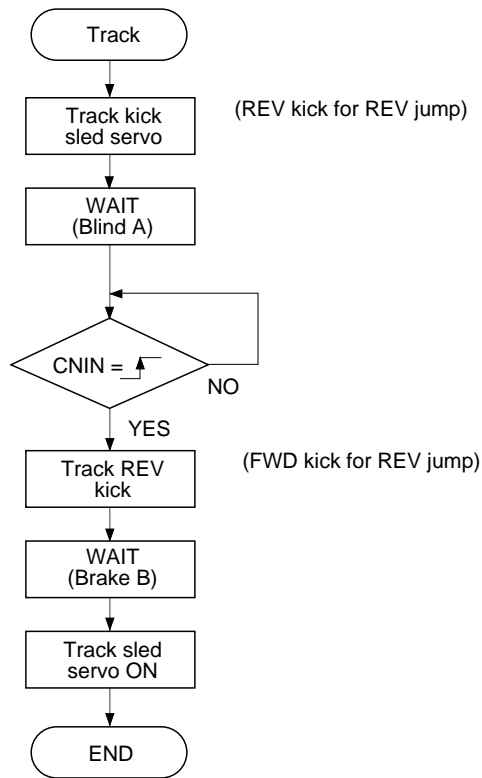 Track
Track kick
sled servo
(REV kick for REV jump)
WAIT
(Blind A)
CNIN =
NO
YES
Track REV
kick
(FWD kick for REV jump)
WAIT
(Brake B)
Track sled
servo ON
END